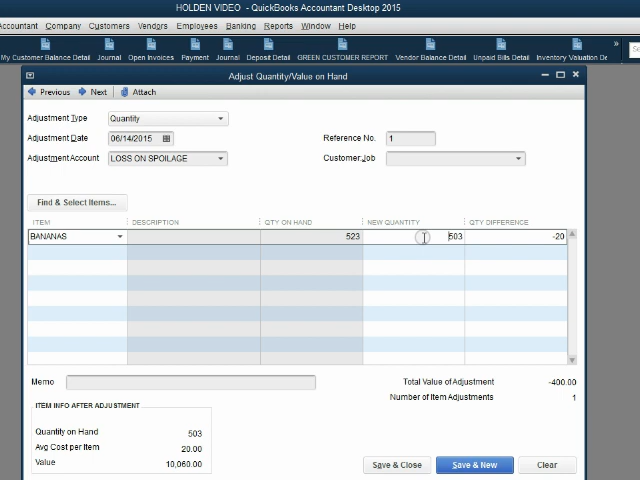 HOLDEN VIDEO - QuickBooks Accountant Desktop 2015
Accountant Company Customers Vendors Employees Banking Reports Window Help
My Customer Balance Detail Journal Open Invoices Payment Journal Deposit Detail GREEN CUSTOMER REPORT Vendor Balance Detail Unpaid Bills Detail Inventory Valuation De » Se
Adjust Quantity/Value on Hand
Previous Next Attach
Adjustment Type Quantity
Adjustment Date 06/14/2015 Reference No. 1
Adjustment Account LOSS ON SPOILAGE Customer:Job
Find & Select Items...
ITEM DESCRIPTION QTY ON HAND NEW QUANTITY QTY DIFFERENCE
BANANAS 523 503 -20
Memo Total Value of Adjustment -400.00
Number of Item Adjustments 1
ITEM INFO AFTER ADJUSTMENT
Quantity on Hand 503
Avg Cost per Item 20.00
Value 10,060.00
Save & Close Save & New Clear